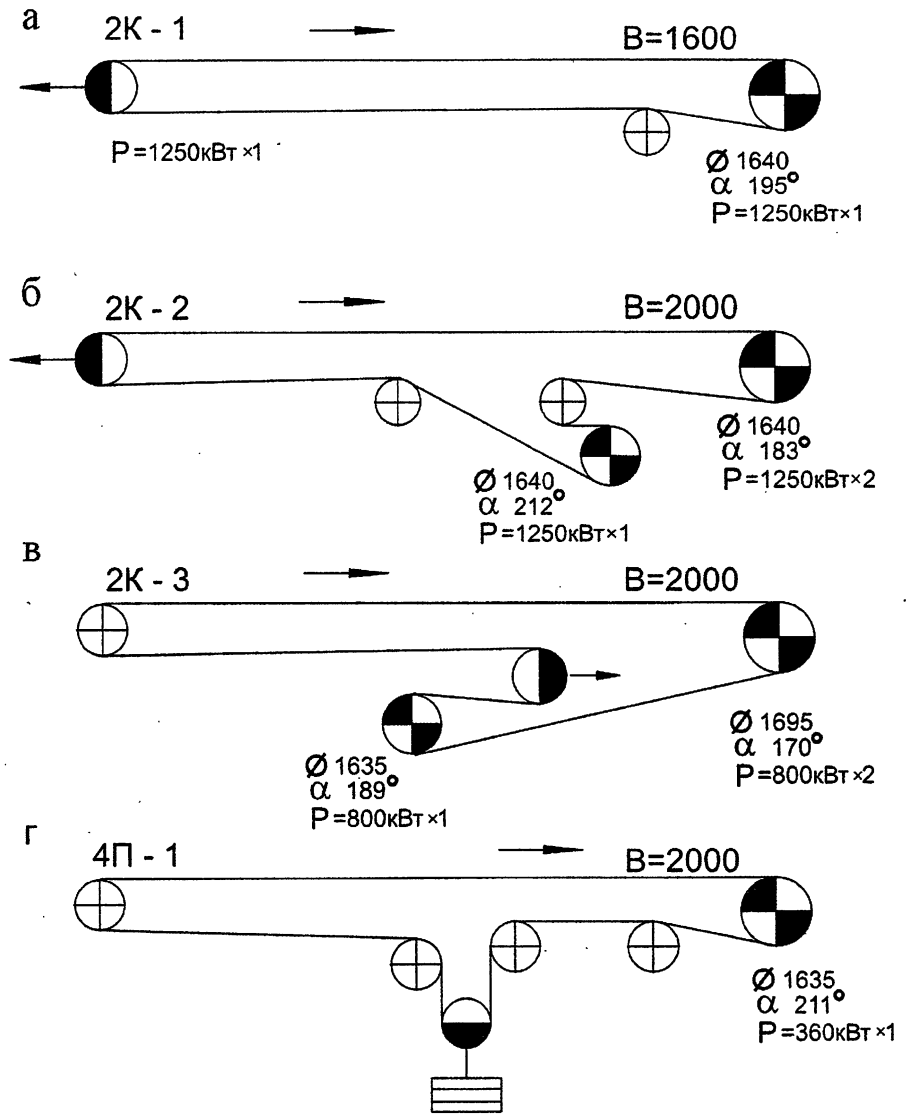 а
2К - 1
В=1600
Р=1250кВт×1
Ø 1640
α 195°
Р=1250кВт×1
б
2К - 2
В=2000
Ø 1640
α 183°
Р=1250кВт×2
Ø 1640
α 212°
Р=1250кВт×1
в
2К - 3
В=2000
Ø 1695
α 170°
Р=800кВт×2
Ø 1635
α 189°
Р=800кВт×1
г
4П - 1
В=2000
Ø 1635
α 211°
Р=360кВт×1